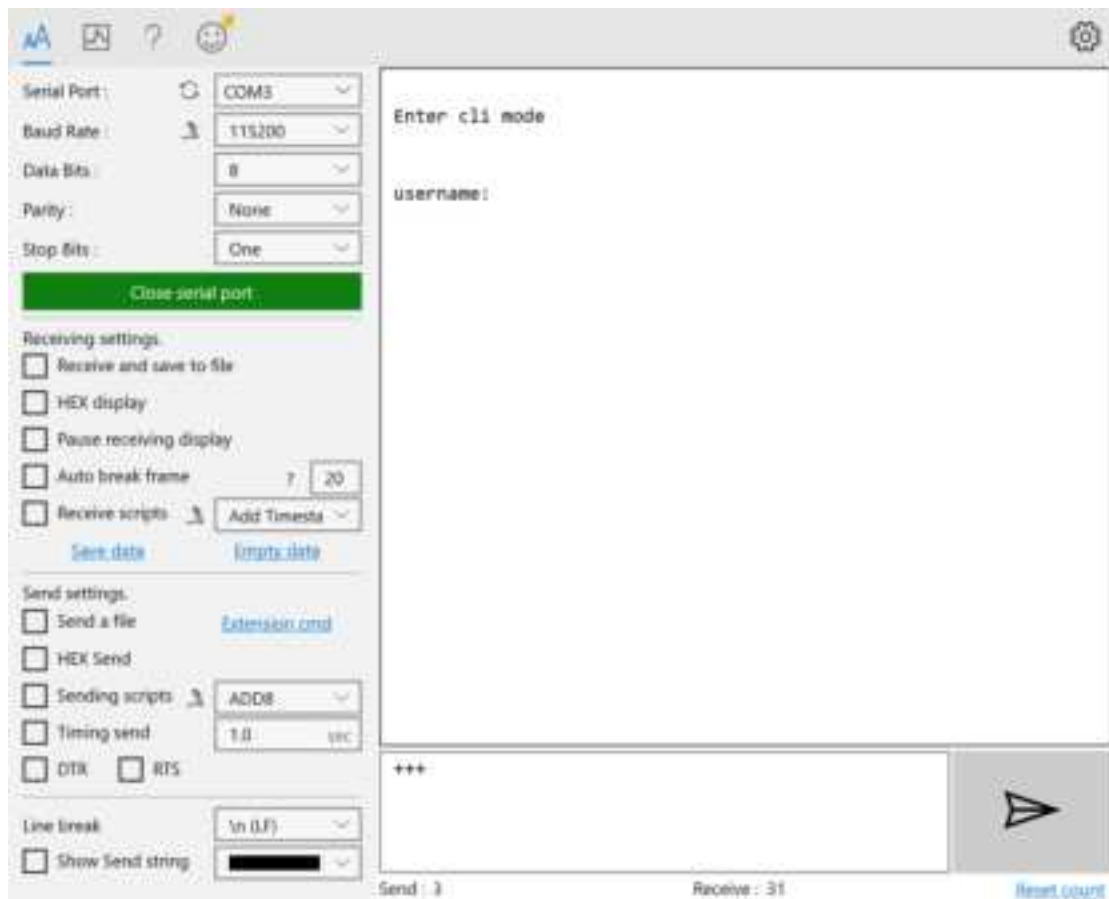 Serial Port :
COM3
Baud Rate :
115200
Data Bits :
8
Parity :
None
Stop Bits :
One
Close serial port
Receiving settings.
Receive and save to file
HEX display
Pause receiving display
Auto break frame ? 20
Receive scripts Add Timesta
Save data Empty data
Send settings.
Send a file Extension cmd
HEX Send
Sending scripts ADD8
Timing send 1.0 sec
DTR RTS
Line break \n (LF)
Show Send string
Enter cli mode
username:
+++
Send : 3 Receive : 31 Reset count